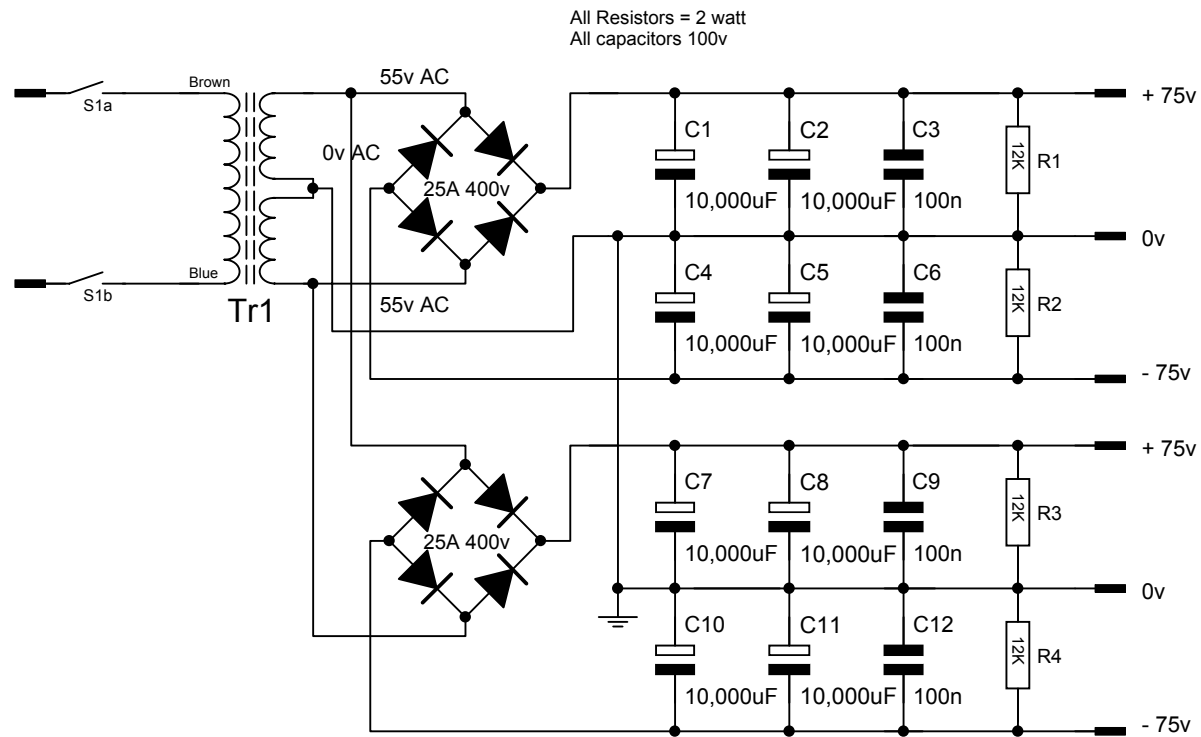 All Resistors = 2 watt
All capacitors 100v
55v AC
Brown
S1a
+ 75v
C1
C2
C3
12K
R1
0v AC
25A 400v
10,000uF
10,000uF
100n
0v
Blue
S1b
Tr1
55v AC
C4
C5
C6
12K
R2
10,000uF
10,000uF
100n
- 75v
+ 75v
C7
C8
C9
12K
R3
25A 400v
10,000uF
10,000uF
100n
0v
C10
C11
C12
12K
R4
10,000uF
10,000uF
100n
- 75v